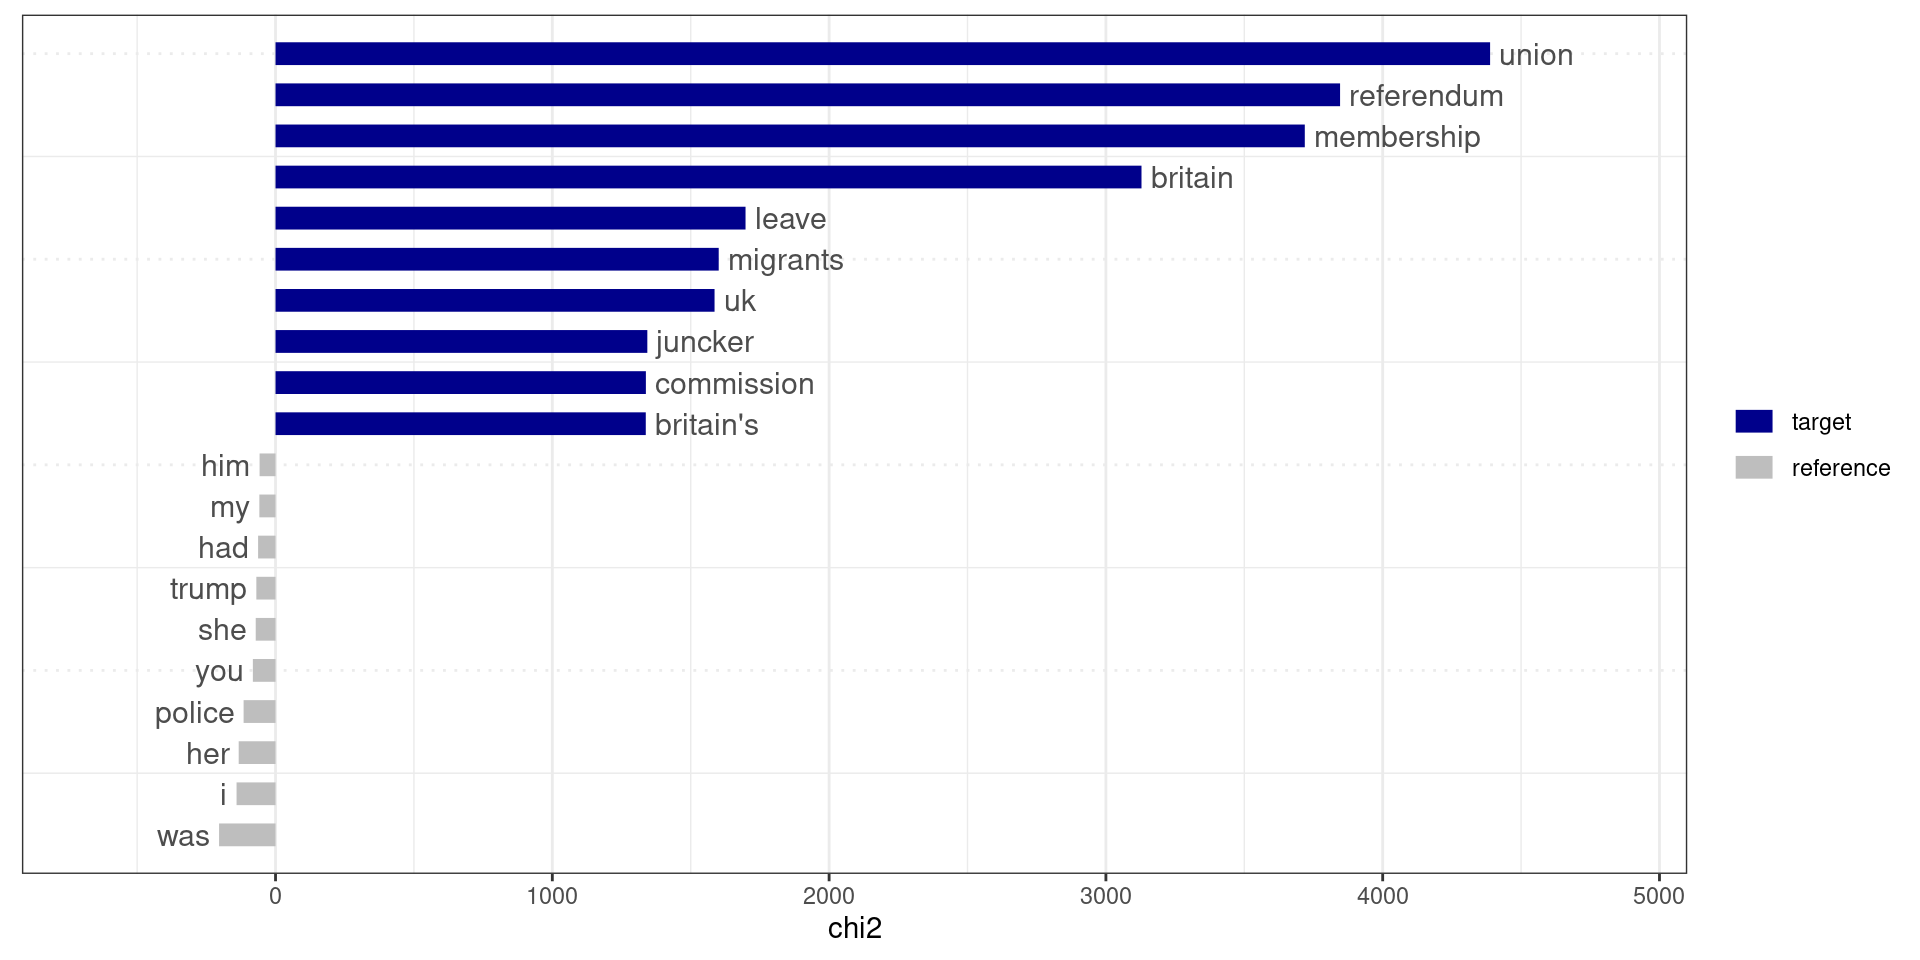 union
referendum
membership
britain
leave
migrants
uk
juncker
commission
britain's
him
my
had
trump
she
you
police
her
i
was
target
reference
0 1000 2000 3000 4000 5000
chi2